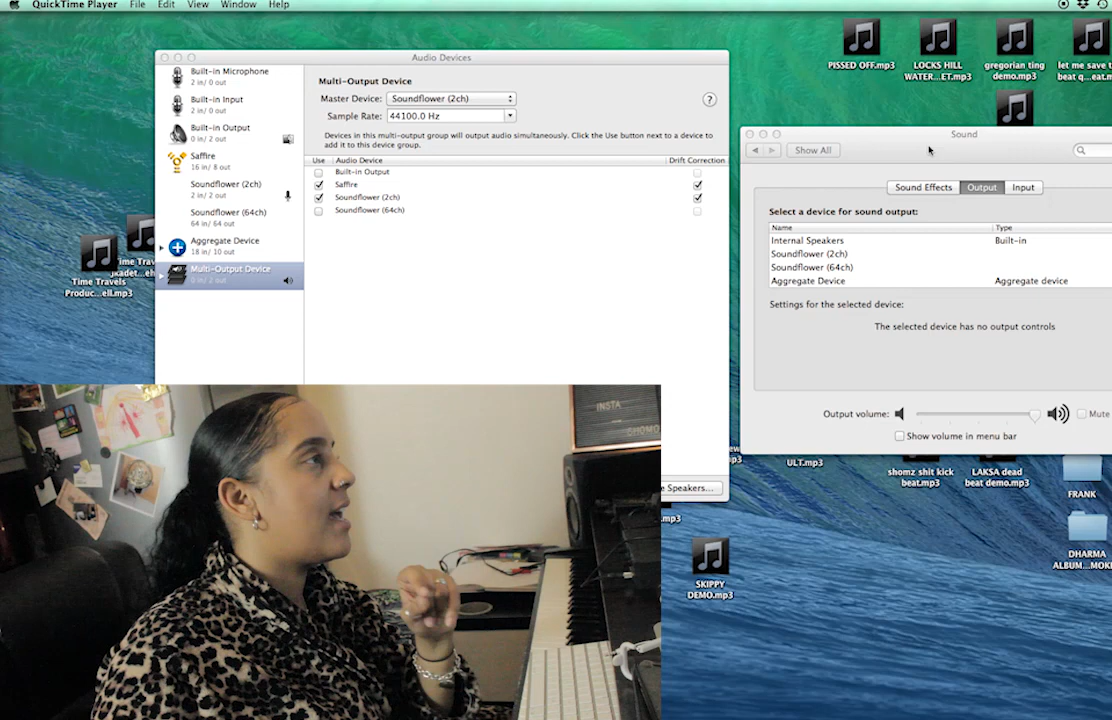 QuickTime Player File Edit View Window Help
PISSED OFF.mp3
LOCKS HILL
WATER...ET.mp3
gregorian ting
demo.mp3
let me save t
beat q...eat.m
Audio Devices
Built-in Microphone
2 in/ 0 out
Built-in Input
2 in/ 0 out
Built-in Output
0 in/ 2 out
Saffire
16 in/ 8 out
Soundflower (2ch)
2 in/ 2 out
Soundflower (64ch)
64 in/ 64 out
Aggregate Device
18 in/ 10 out
Multi-Output Device
0 in/ 2 out
Multi-Output Device
Master Device: Soundflower (2ch)
Sample Rate: 44100.0 Hz
?
Devices in this multi-output group will output audio simultaneously. Click the Use button next to a device to
add it to this device group.
Use Audio Device Drift Correction
Built-in Output
Saffire
Soundflower (2ch)
Soundflower (64ch)
e Speakers...
Sound
Show All
Sound Effects Output Input
Select a device for sound output:
Name Type
Internal Speakers Built-in
Soundflower (2ch)
Soundflower (64ch)
Aggregate Device Aggregate device
Settings for the selected device:
The selected device has no output controls
Output volume: Mute
Show volume in menu bar
ime Trav
kadet...el
Time Travels
Produc...ell.mp3
ULT.mp3
shomz shit kick
beat.mp3
LAKSA dead
beat demo.mp3
FRANK
.mp3
SKIPPY
DEMO.mp3
DHARMA
ALBUM...MOK
INSTA
SHOMO